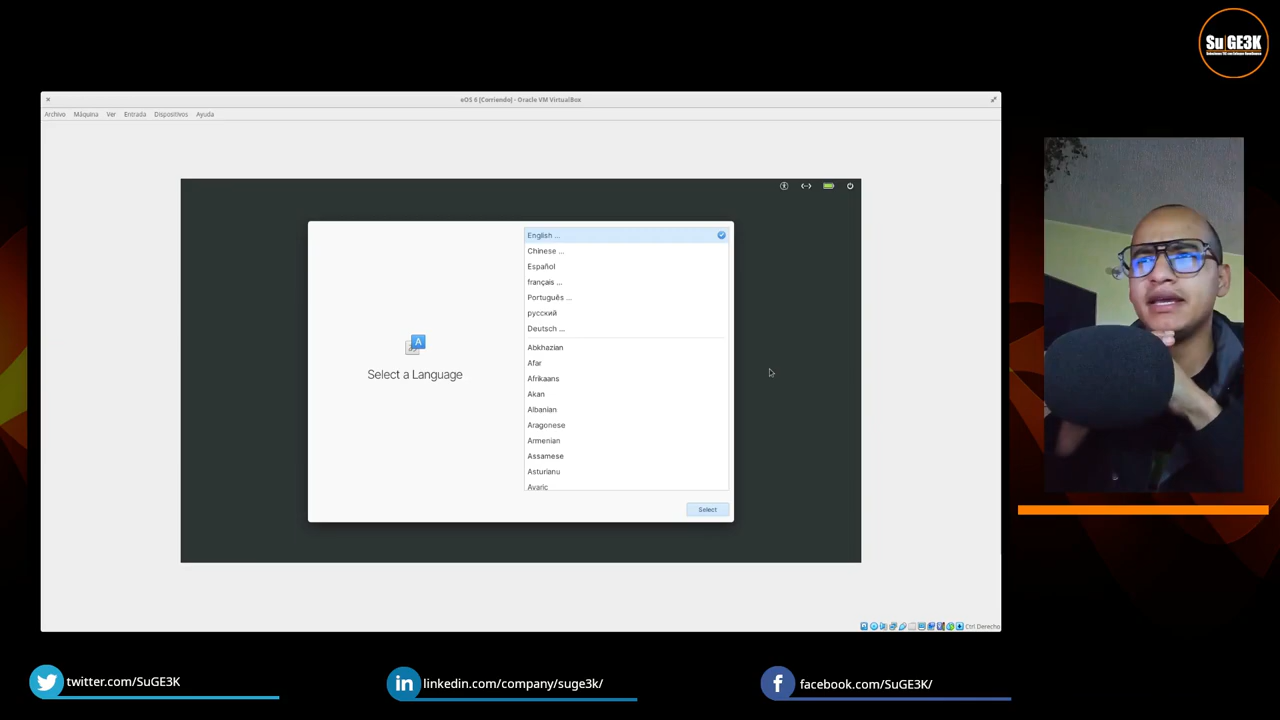 Su GE3K
eOS 6 [Corriendo] - Oracle VM VirtualBox
Archivo Máquina Ver Entrada Dispositivos Ayuda
English ...
Chinese ...
Español
français ...
Português ...
русский
Deutsch ...
Abkhazian
Afar
Afrikaans
Akan
Albanian
Aragonese
Armenian
Assamese
Asturianu
Avaric
A
Select a Language
Select
Ctrl Derecho
twitter.com/SuGE3K
linkedin.com/company/suge3k/
facebook.com/SuGE3K/